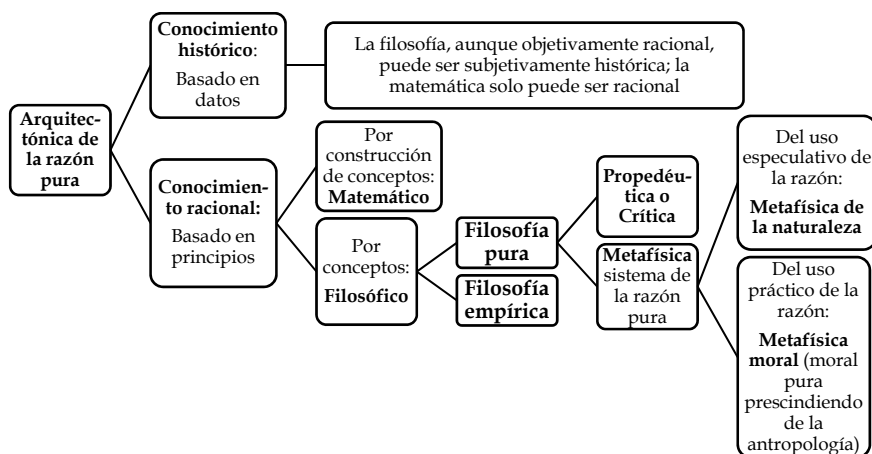 Arquitec-
tónica de
la razón
pura
Conocimiento
histórico:
Basado en
datos
La filosofía, aunque objetivamente racional,
puede ser subjetivamente histórica; la
matemática solo puede ser racional
Conocimien-
to racional:
Basado en
principios
Por
construcción
de conceptos:
Matemático
Por
conceptos:
Filosófico
Filosofía
pura
Filosofía
empírica
Propedéu-
tica o
Crítica
Metafísica
sistema de
la razón
pura
Del uso
especulativo de
la razón:
Metafísica de
la naturaleza
Del uso
práctico de la
razón:
Metafísica
moral (moral
pura
prescindiendo
de la
antropología)